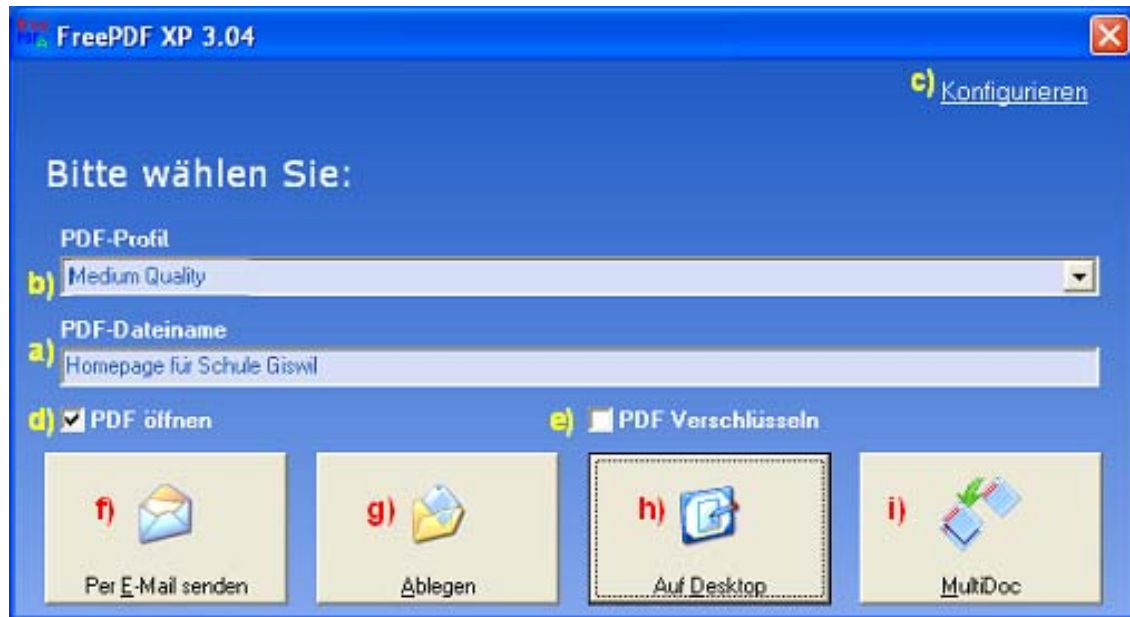 FreePDF XP 3.04
c) Konfigurieren
Bitte wählen Sie:
PDF-Profil
b) Medium Quality
PDF-Dateiname
a) Homepage für Schule Giswil
d) PDF öffnen e) PDF Verschlüsseln
f) g) h) i)
Per E-Mail senden Ablegen Auf Desktop MultiDoc